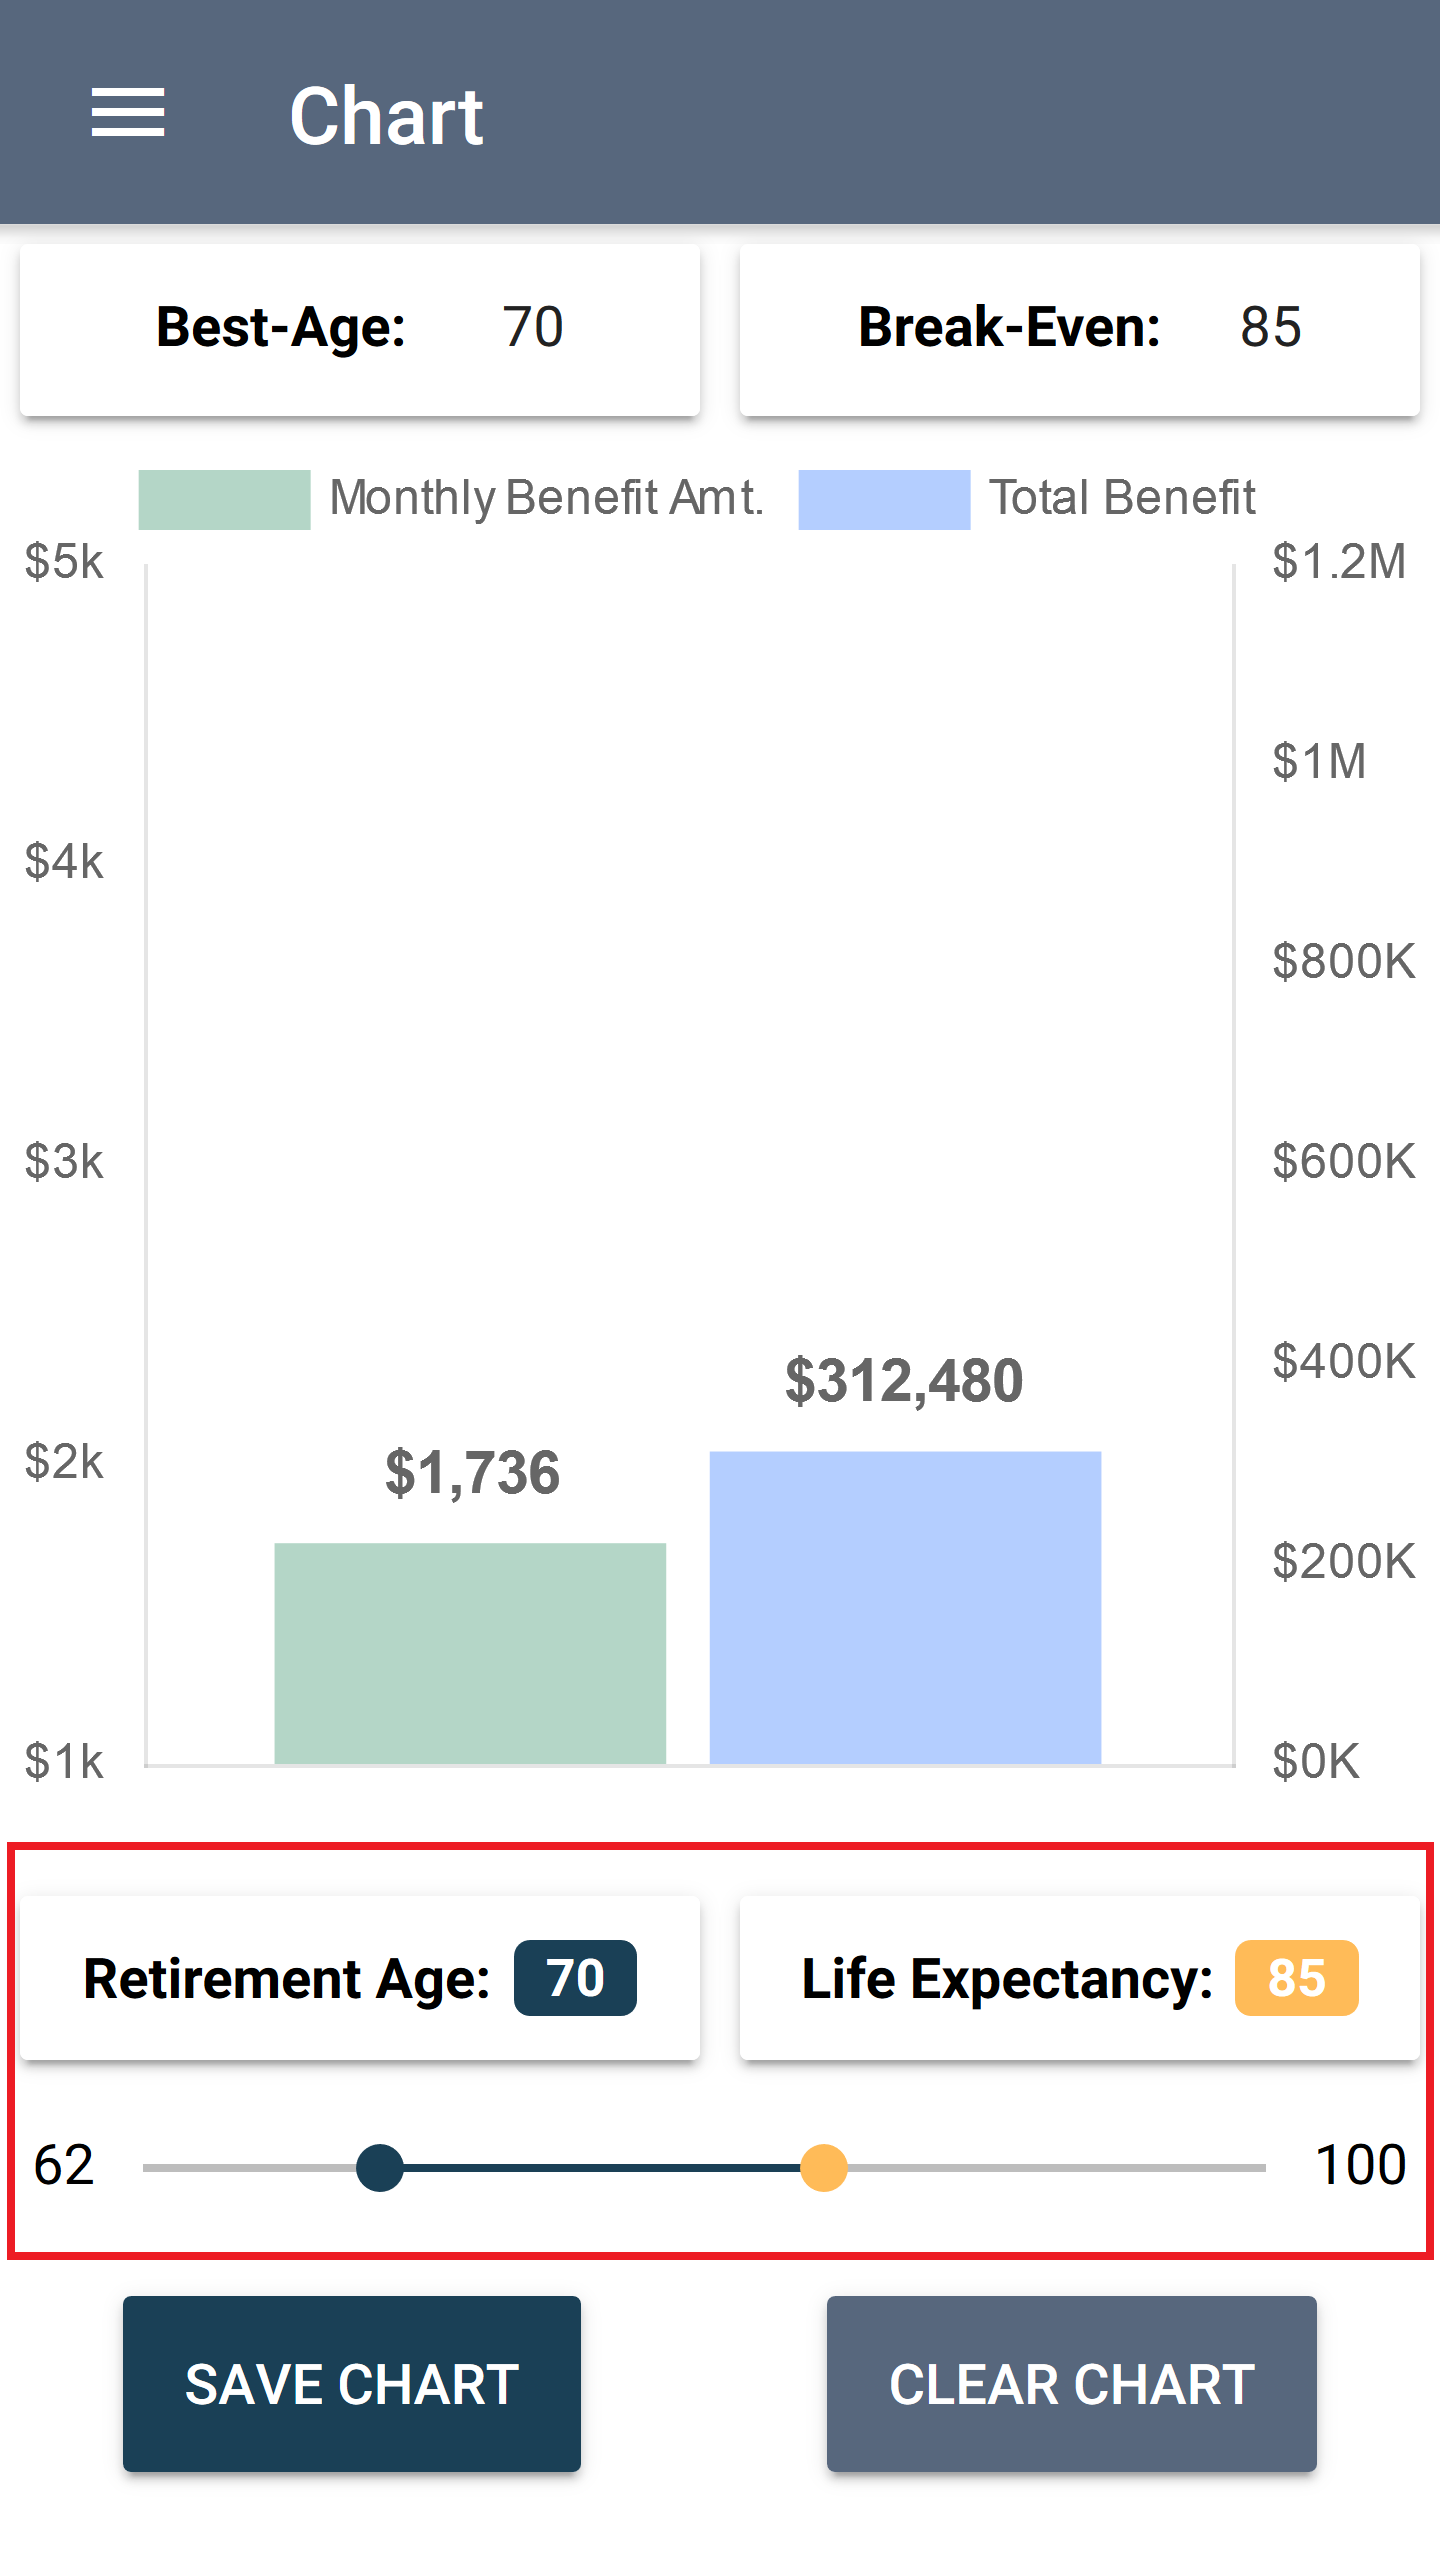 Chart
Best-Age: 70
Break-Even: 85
Monthly Benefit Amt. Total Benefit
$5k
$4k
$3k
$2k
$1k
$1.2M
$1M
$800K
$600K
$400K
$200K
$0K
$1,736
$312,480
Retirement Age: 70
Life Expectancy: 85
62
100
SAVE CHART
CLEAR CHART